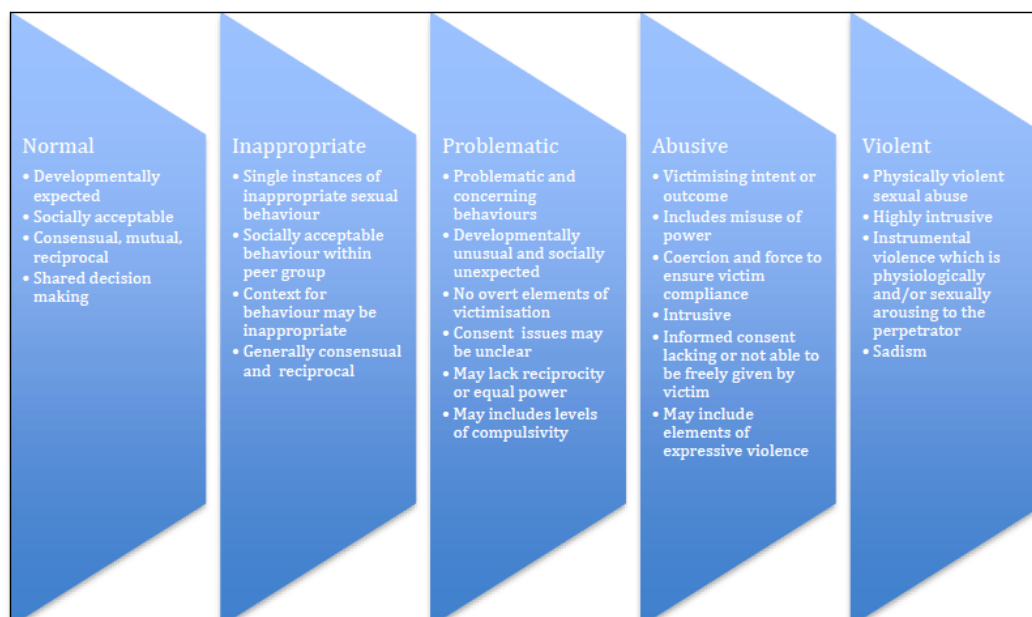 Normal
• Developmentally
expected
• Socially acceptable
• Consensual, mutual,
reciprocal
• Shared decision
making
Inappropriate
• Single instances of
inappropriate sexual
behaviour
• Socially acceptable
behaviour within
peer group
• Context for
behaviour may be
inappropriate
• Generally consensual
and reciprocal
Problematic
• Problematic and
concerning
behaviours
• Developmentally
unusual and socially
unexpected
• No overt elements of
victimisation
• Consent issues may
be unclear
• May lack reciprocity
or equal power
• May includes levels
of compulsivity
Abusive
• Victimising intent or
outcome
• Includes misuse of
power
• Coercion and force to
ensure victim
compliance
• Intrusive
• Informed consent
lacking or not able to
be freely given by
victim
• May include
elements of
expressive violence
Violent
• Physically violent
sexual abuse
• Highly intrusive
• Instrumental
violence which is
physiologically
and/or sexually
arousing to the
perpetrator
• Sadism